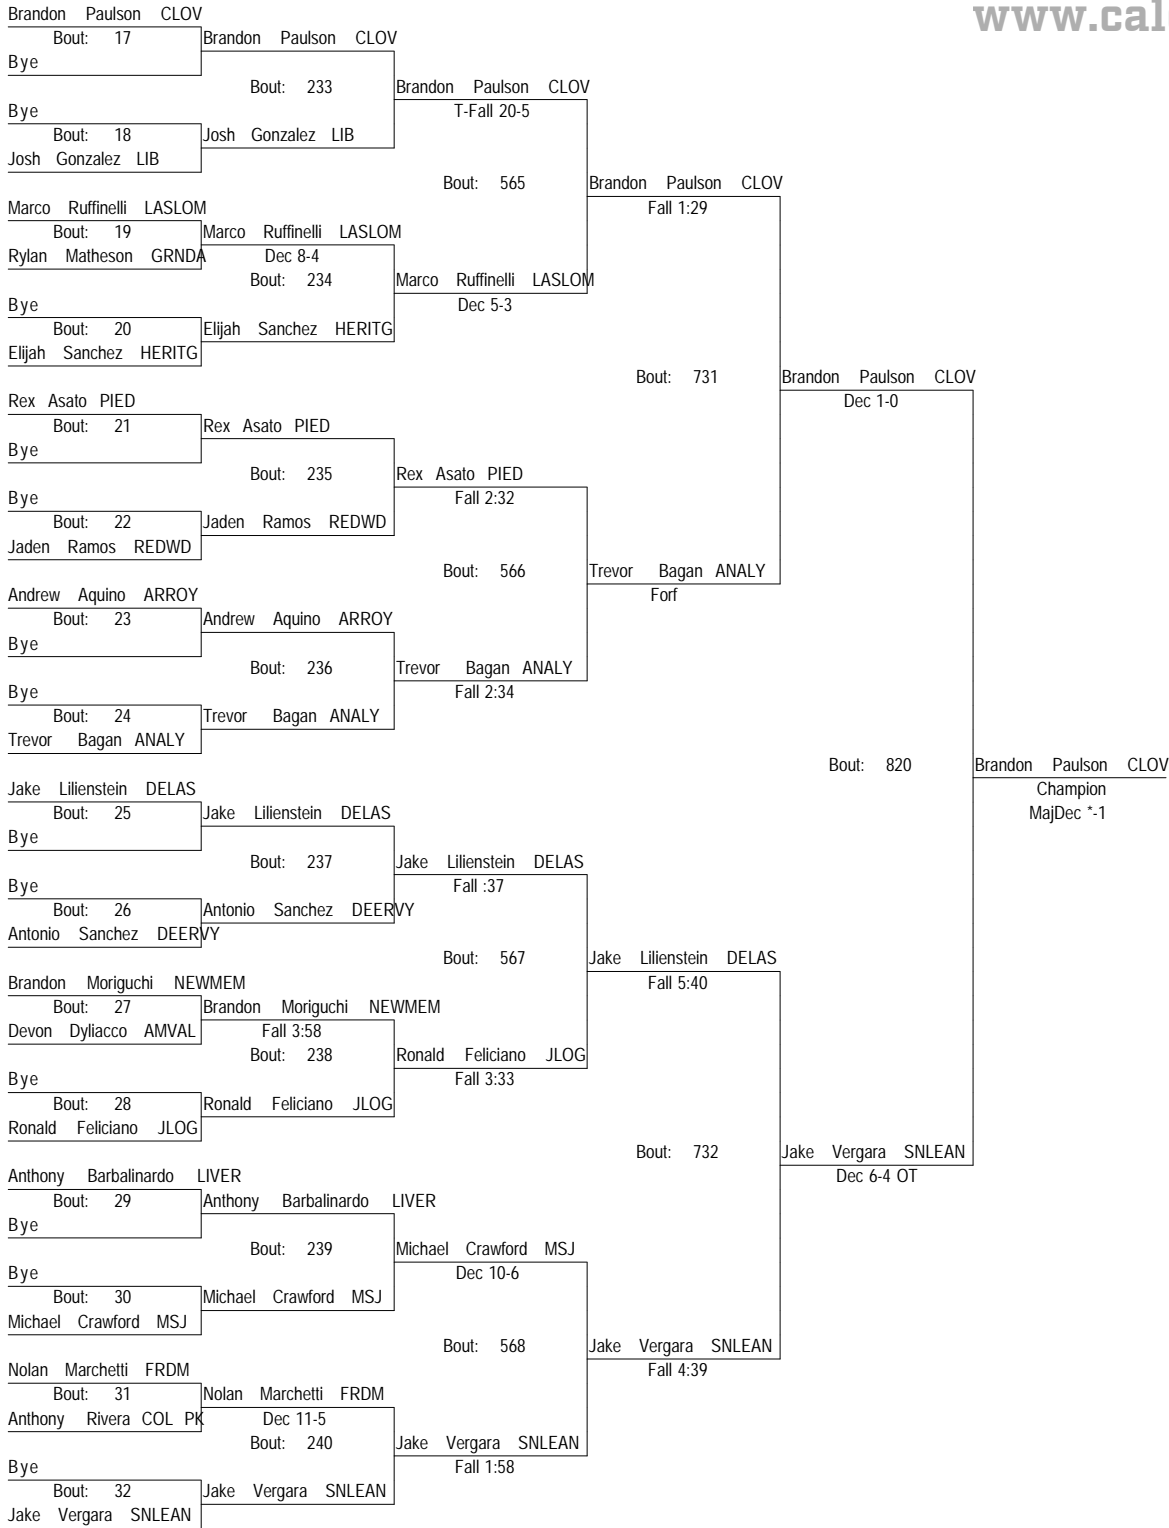 www.cal
Brandon Paulson CLOV
Bout: 17
Brandon Paulson CLOV
Bye
Bout: 233
Brandon Paulson CLOV
Bye
T-Fall 20-5
Bout: 18
Josh Gonzalez LIB
Josh Gonzalez LIB
Bout: 565
Brandon Paulson CLOV
Marco Ruffinelli LASLOM
Fall 1:29
Bout: 19
Marco Ruffinelli LASLOM
Rylan Matheson GRNDA
Dec 8-4
Bout: 234
Marco Ruffinelli LASLOM
Bye
Dec 5-3
Bout: 20
Elijah Sanchez HERITG
Elijah Sanchez HERITG
Bout: 731
Brandon Paulson CLOV
Rex Asato PIED
Dec 1-0
Bout: 21
Rex Asato PIED
Bye
Bout: 235
Rex Asato PIED
Bye
Fall 2:32
Bout: 22
Jaden Ramos REDWD
Jaden Ramos REDWD
Bout: 566
Trevor Bagan ANALY
Andrew Aquino ARROY
Forf
Bout: 23
Andrew Aquino ARROY
Bye
Bout: 236
Trevor Bagan ANALY
Bye
Fall 2:34
Bout: 24
Trevor Bagan ANALY
Trevor Bagan ANALY
Bout: 820
Brandon Paulson CLOV
Jake Lilienstein DELAS
Champion
Bout: 25
Jake Lilienstein DELAS
MajDec *-1
Bye
Bout: 237
Jake Lilienstein DELAS
Bye
Fall :37
Bout: 26
Antonio Sanchez DEERVY
Antonio Sanchez DEERVY
Bout: 567
Jake Lilienstein DELAS
Brandon Moriguchi NEWMEM
Fall 5:40
Bout: 27
Brandon Moriguchi NEWMEM
Devon Dyliacco AMVAL
Fall 3:58
Bout: 238
Ronald Feliciano JLOG
Bye
Fall 3:33
Bout: 28
Ronald Feliciano JLOG
Ronald Feliciano JLOG
Bout: 732
Jake Vergara SNLEAN
Anthony Barbalinardo LIVER
Dec 6-4 OT
Bout: 29
Anthony Barbalinardo LIVER
Bye
Bout: 239
Michael Crawford MSJ
Bye
Dec 10-6
Bout: 30
Michael Crawford MSJ
Michael Crawford MSJ
Bout: 568
Jake Vergara SNLEAN
Nolan Marchetti FRDM
Fall 4:39
Bout: 31
Nolan Marchetti FRDM
Anthony Rivera COL PK
Dec 11-5
Bout: 240
Jake Vergara SNLEAN
Bye
Fall 1:58
Bout: 32
Jake Vergara SNLEAN
Jake Vergara SNLEAN